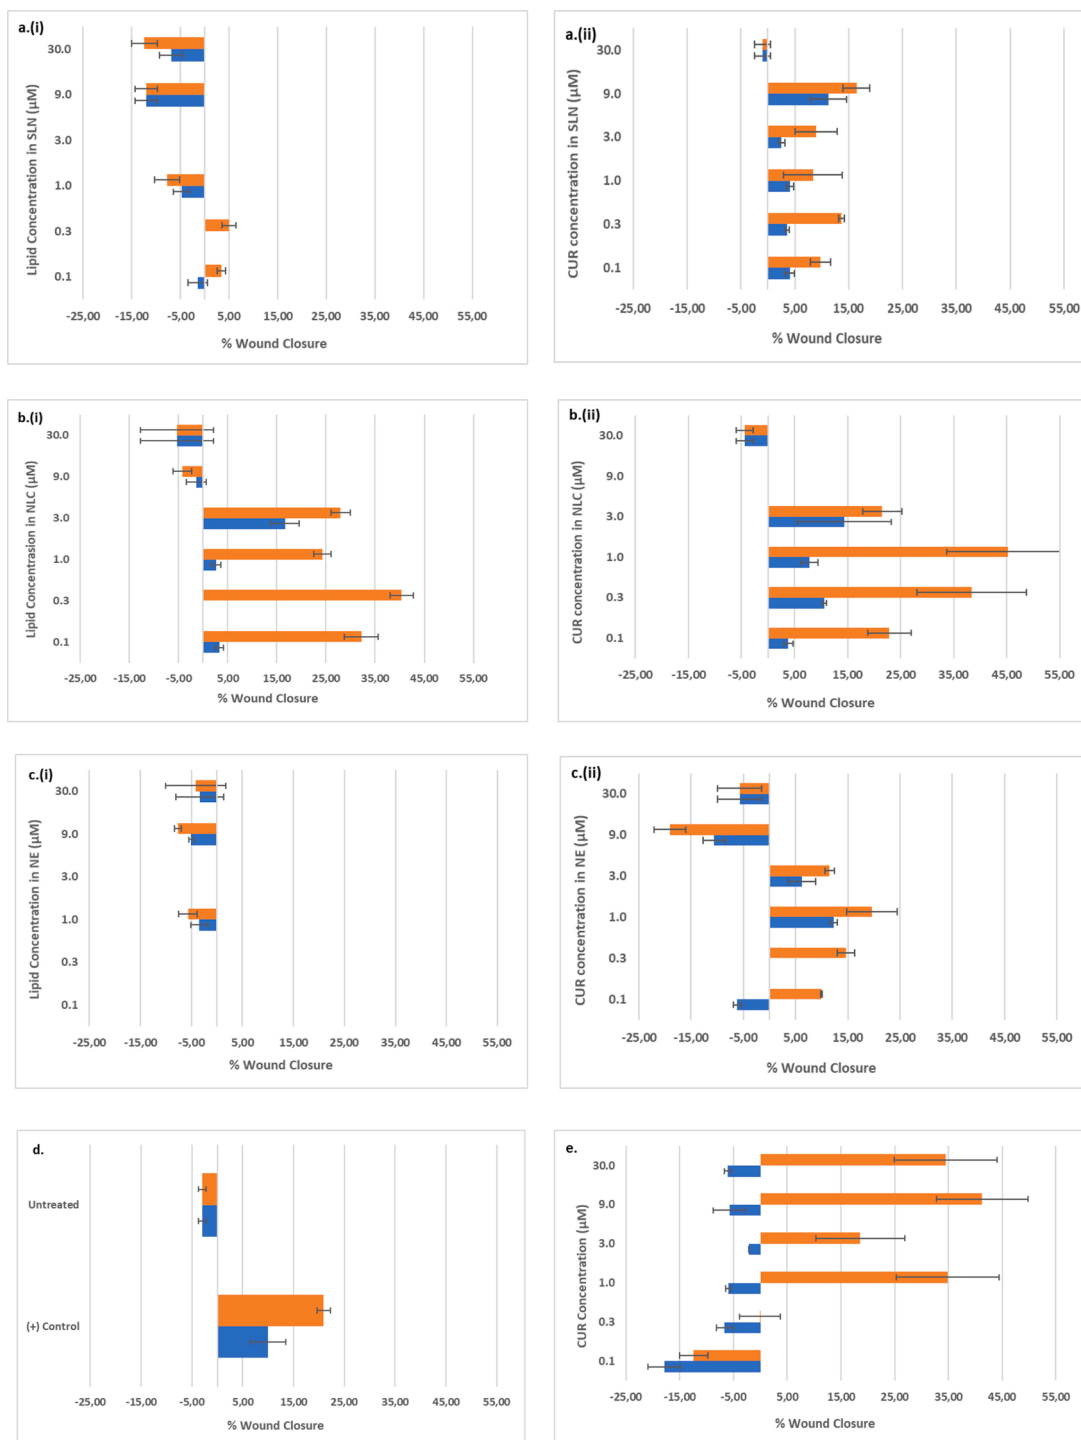 a.(i)
Lipid Concentration in SLN (µM)
30.0
9.0
3.0
1.0
0.3
0.1
-25,00 -15,00 -5,00 5,00 15,00 25,00 35,00 45,00 55,00
% Wound Closure
a.(ii)
CUR concentration in SLN (µM)
30.0
9.0
3.0
1.0
0.3
0.1
-25,00 -15,00 -5,00 5,00 15,00 25,00 35,00 45,00 55,00
% Wound Closure
b.(i)
Lipid Concentrasion in NLC (µM)
30.0
9.0
3.0
1.0
0.3
0.1
-25,00 -15,00 -5,00 5,00 15,00 25,00 35,00 45,00 55,00
% Wound Closure
b.(ii)
CUR concentration in NLC (µM)
30.0
9.0
3.0
1.0
0.3
0.1
-25,00 -15,00 -5,00 5,00 15,00 25,00 35,00 45,00 55,00
% Wound Closure
c.(i)
Lipid Concentration in NE (µM)
30.0
9.0
3.0
1.0
0.3
0.1
-25,00 -15,00 -5,00 5,00 15,00 25,00 35,00 45,00 55,00
% Wound Closure
c.(ii)
CUR concentration in NE (µM)
30.0
9.0
3.0
1.0
0.3
0.1
-25,00 -15,00 -5,00 5,00 15,00 25,00 35,00 45,00 55,00
% Wound Closure
d.
Untreated
(+) Control
-25,00 -15,00 -5,00 5,00 15,00 25,00 35,00 45,00 55,00
% Wound Closure
e.
CUR Concentration (µM)
30.0
9.0
3.0
1.0
0.3
0.1
-25,00 -15,00 -5,00 5,00 15,00 25,00 35,00 45,00 55,00
% Wound Closure